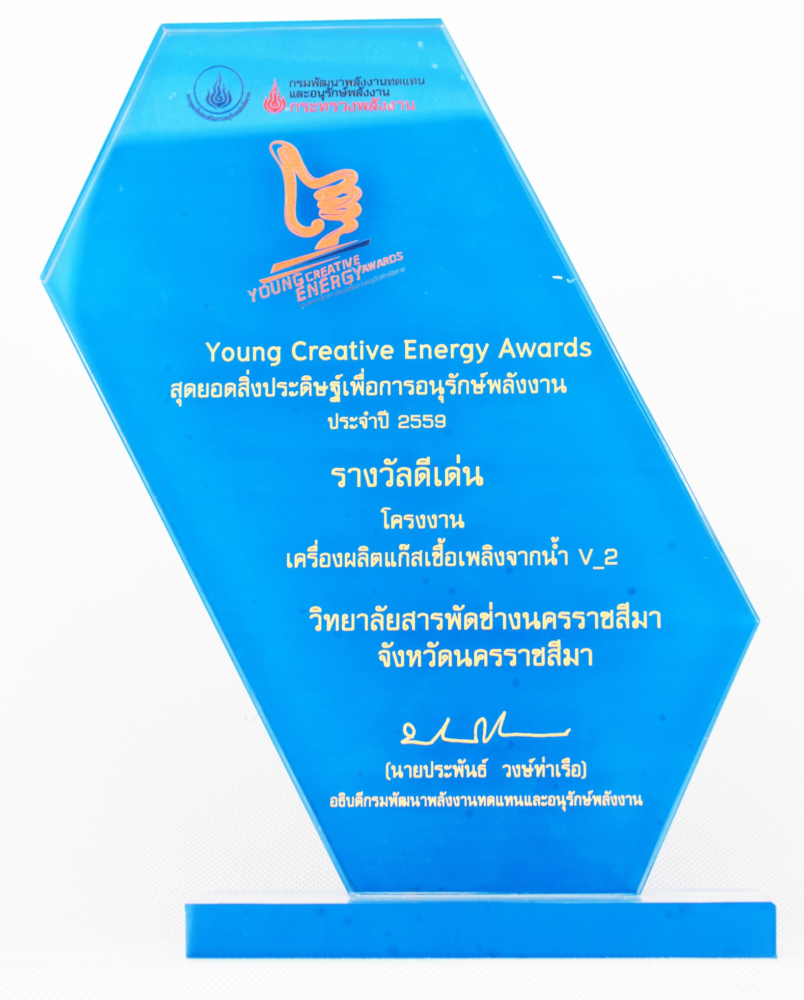 กรมพัฒนาพลังงานทดแทน
และอนุรักษ์พลังงาน
กระทรวงพลังงาน
YOUNG CREATIVE
ENERGY AWARDS
Young Creative Energy Awards
สุดยอดสิ่งประดิษฐ์เพื่อการอนุรักษ์พลังงาน
ประจำปี 2559
รางวัลดีเด่น
โครงงาน
เครื่องผลิตแก๊สเชื้อเพลิงจากน้ำ V_2
วิทยาลัยสารพัดช่างนครราชสีมา
จังหวัดนครราชสีมา
(นายประพันธ์ วงษ์ท่าเรือ)
อธิบดีกรมพัฒนาพลังงานทดแทนและอนุรักษ์พลังงาน